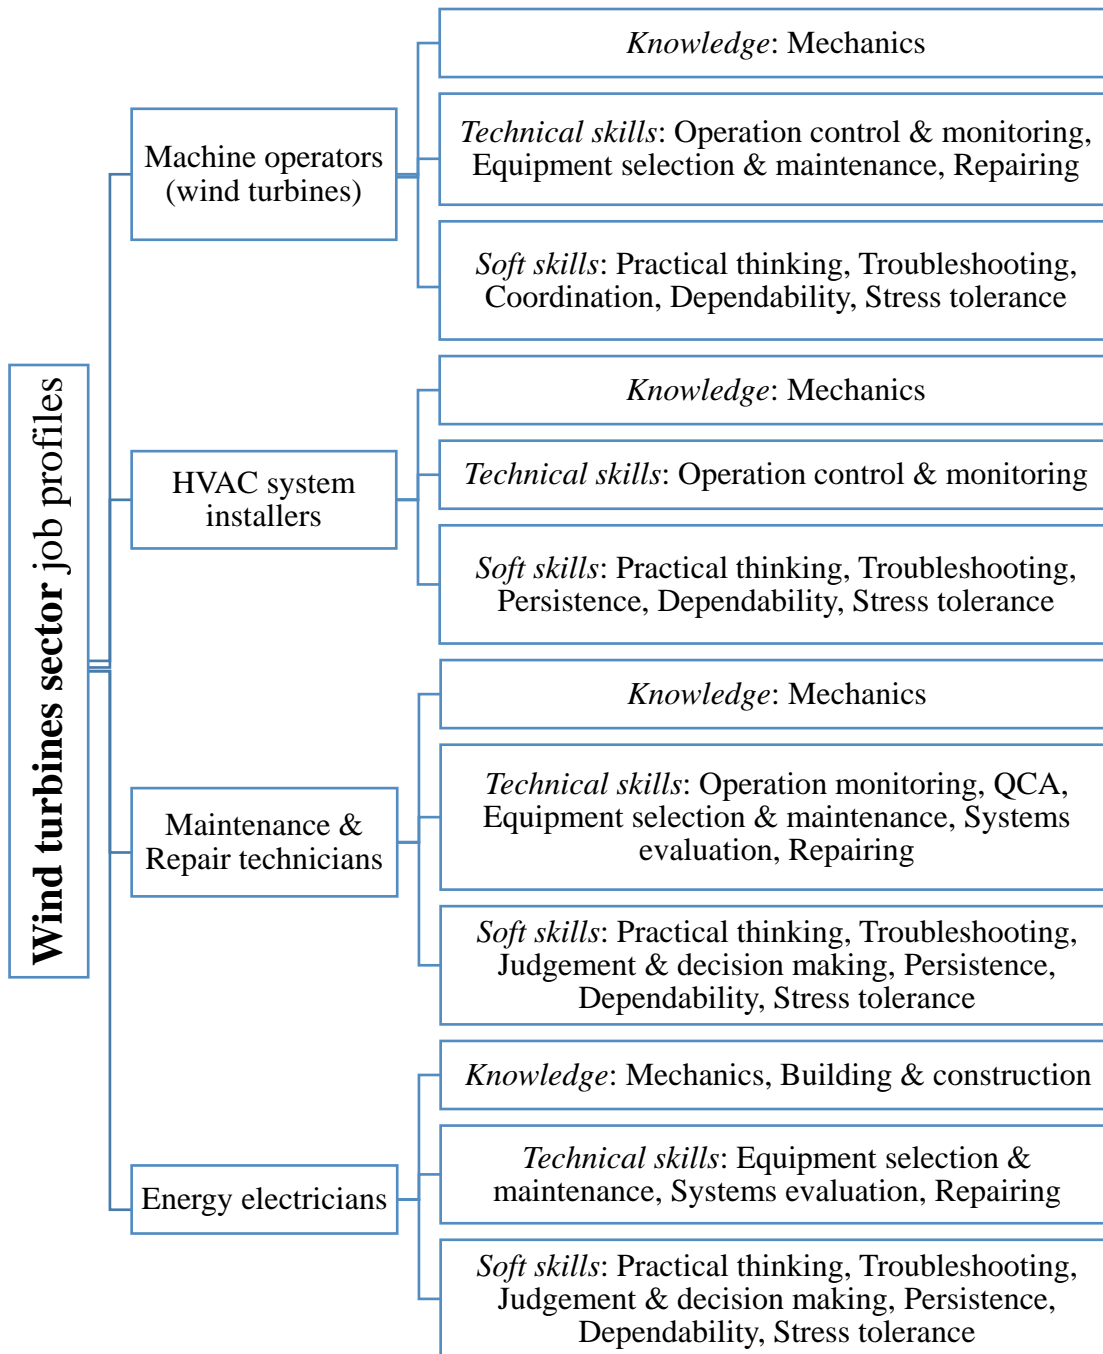 Wind turbines sector job profiles
Machine operators
(wind turbines)
Knowledge: Mechanics
Technical skills: Operation control & monitoring,
Equipment selection & maintenance, Repairing
Soft skills: Practical thinking, Troubleshooting,
Coordination, Dependability, Stress tolerance
HVAC system
installers
Knowledge: Mechanics
Technical skills: Operation control & monitoring
Soft skills: Practical thinking, Troubleshooting,
Persistence, Dependability, Stress tolerance
Maintenance &
Repair technicians
Knowledge: Mechanics
Technical skills: Operation monitoring, QCA,
Equipment selection & maintenance, Systems
evaluation, Repairing
Soft skills: Practical thinking, Troubleshooting,
Judgement & decision making, Persistence,
Dependability, Stress tolerance
Energy electricians
Knowledge: Mechanics, Building & construction
Technical skills: Equipment selection &
maintenance, Systems evaluation, Repairing
Soft skills: Practical thinking, Troubleshooting,
Judgement & decision making, Persistence,
Dependability, Stress tolerance